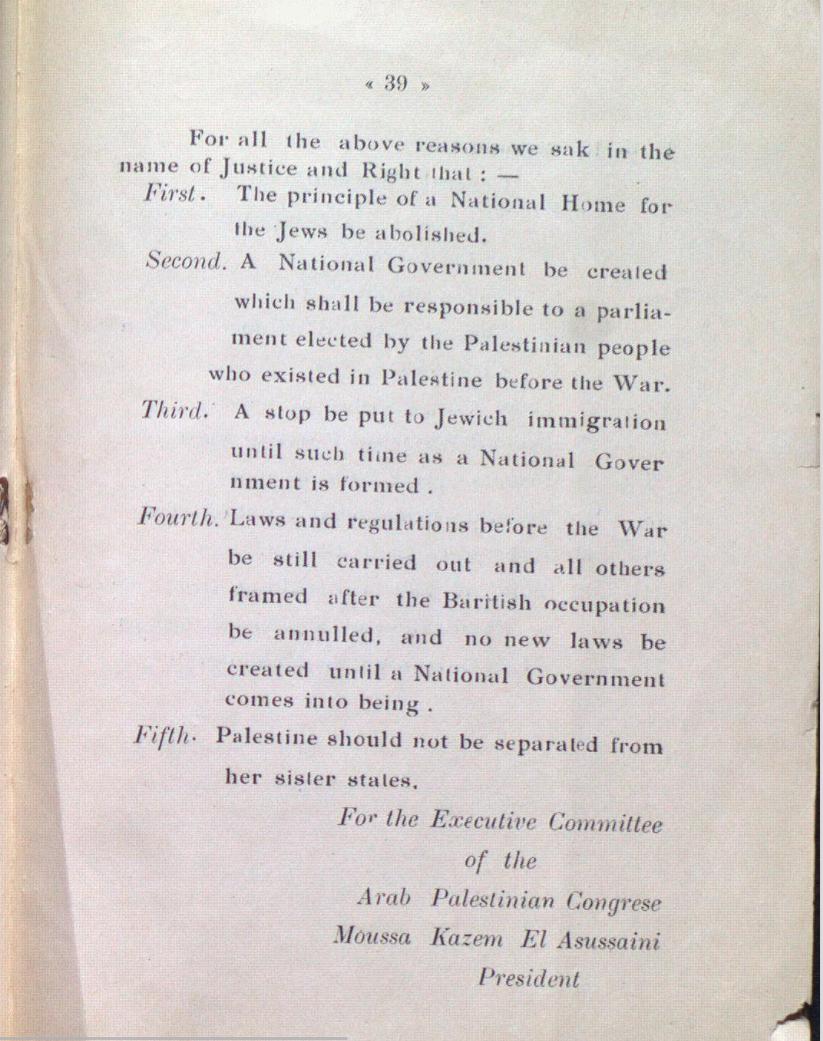 « 39 »
For all the above reasons we sak in the
name of Justice and Right that : —
First. The principle of a National Home for
the Jews be abolished.
Second. A National Government be created
which shall be responsible to a parlia-
ment elected by the Palestinian people
who existed in Palestine before the War.
Third. A stop be put to Jewich immigration
until such time as a National Gover
nment is formed .
Fourth. Laws and regulations before the War
be still carried out and all others
framed after the Baritish occupation
be annulled, and no new laws be
created until a National Government
comes into being .
Fifth. Palestine should not be separated from
her sister states.
For the Executive Committee
of the
Arab Palestinian Congrese
Moussa Kazem El Asussaini
President